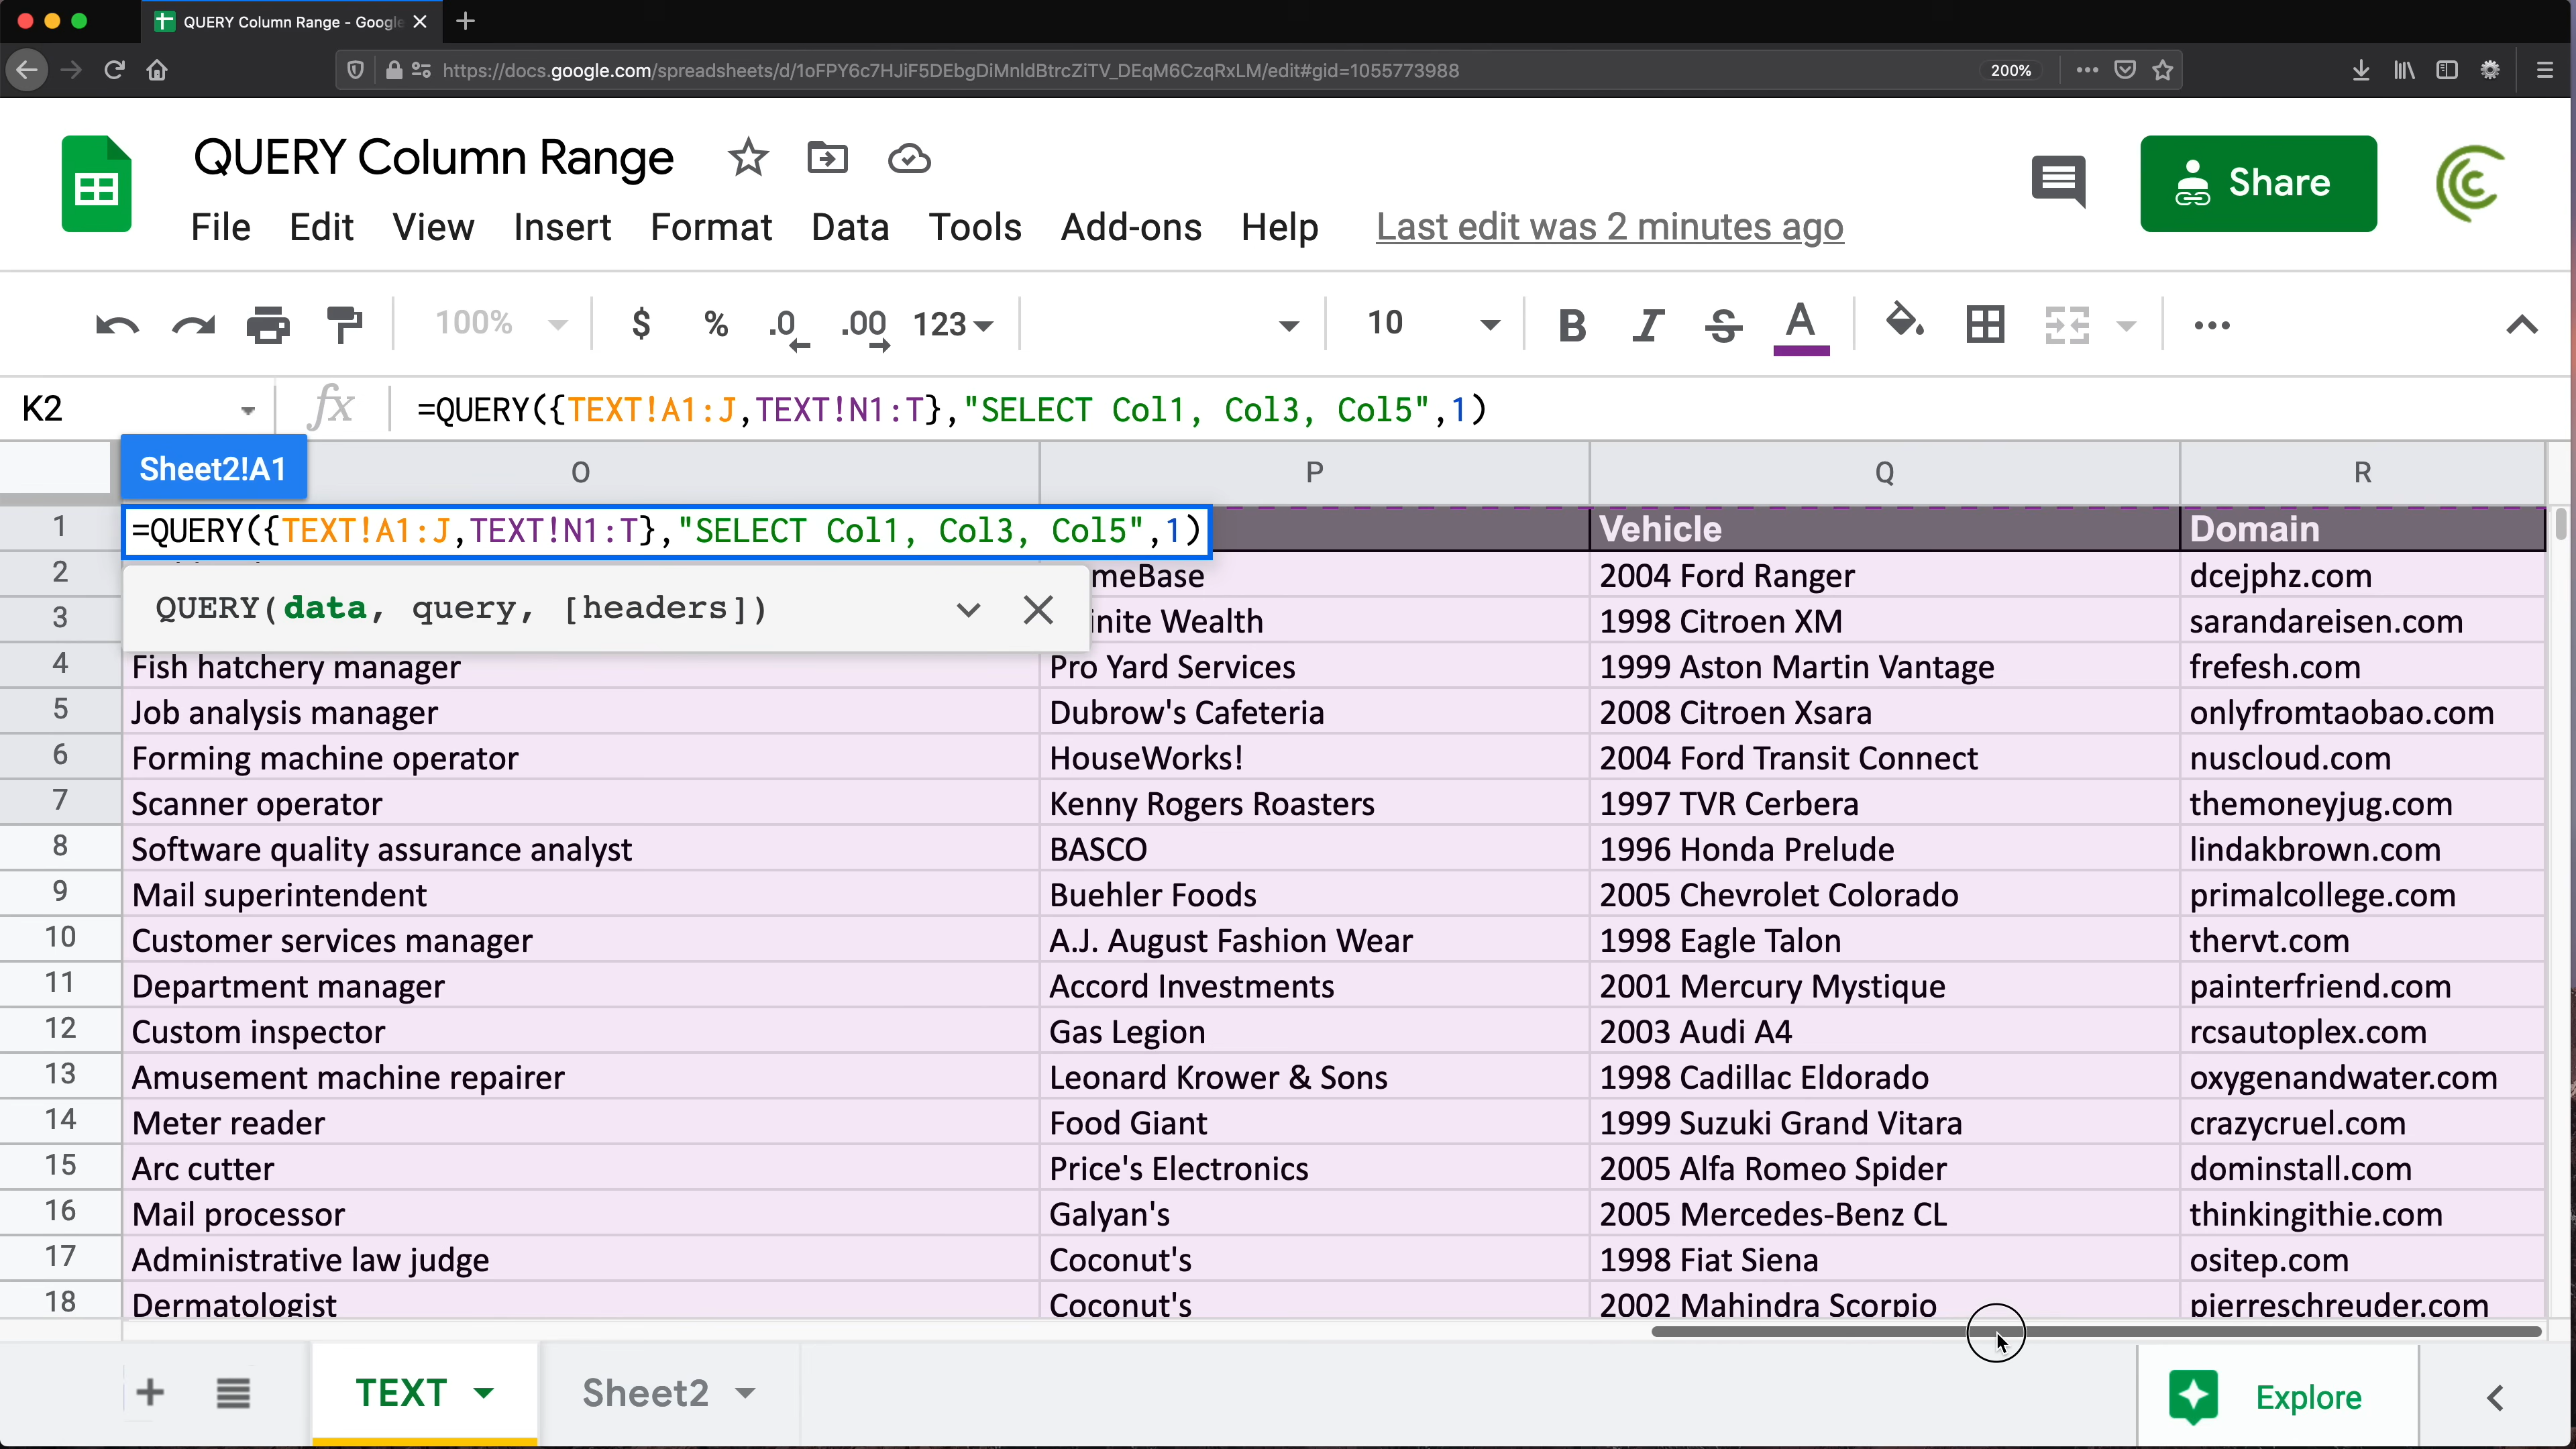 QUERY Column Range - Google
https://docs.google.com/spreadsheets/d/1oFPY6c7HJiF5DEbgDiMnldBtrcZiTV_DEqM6CzqRxLM/edit#gid=1055773988
200%
QUERY Column Range
Share
File Edit View Insert Format Data Tools Add-ons Help Last edit was 2 minutes ago
100% $ % .0 .00 123 10 B I S A
K2 fx =QUERY({TEXT!A1:J,TEXT!N1:T},"SELECT Col1, Col3, Col5",1)
Sheet2!A1 O P Q R
1 =QUERY({TEXT!A1:J,TEXT!N1:T},"SELECT Col1, Col3, Col5",1) Vehicle Domain
2 meBase 2004 Ford Ranger dcejphz.com
QUERY(data, query, [headers])
3 inite Wealth 1998 Citroen XM sarandareisen.com
4 Fish hatchery manager Pro Yard Services 1999 Aston Martin Vantage frefesh.com
5 Job analysis manager Dubrow's Cafeteria 2008 Citroen Xsara onlyfromtaobao.com
6 Forming machine operator HouseWorks! 2004 Ford Transit Connect nuscloud.com
7 Scanner operator Kenny Rogers Roasters 1997 TVR Cerbera themoneyjug.com
8 Software quality assurance analyst BASCO 1996 Honda Prelude lindakbrown.com
9 Mail superintendent Buehler Foods 2005 Chevrolet Colorado primalcollege.com
10 Customer services manager A.J. August Fashion Wear 1998 Eagle Talon thervt.com
11 Department manager Accord Investments 2001 Mercury Mystique painterfriend.com
12 Custom inspector Gas Legion 2003 Audi A4 rcsautoplex.com
13 Amusement machine repairer Leonard Krower & Sons 1998 Cadillac Eldorado oxygenandwater.com
14 Meter reader Food Giant 1999 Suzuki Grand Vitara crazycruel.com
15 Arc cutter Price's Electronics 2005 Alfa Romeo Spider dominstall.com
16 Mail processor Galyan's 2005 Mercedes-Benz CL thinkingithie.com
17 Administrative law judge Coconut's 1998 Fiat Siena ositep.com
18 Dermatologist Coconut's 2002 Mahindra Scorpio pierreschreuder.com
TEXT Sheet2 Explore